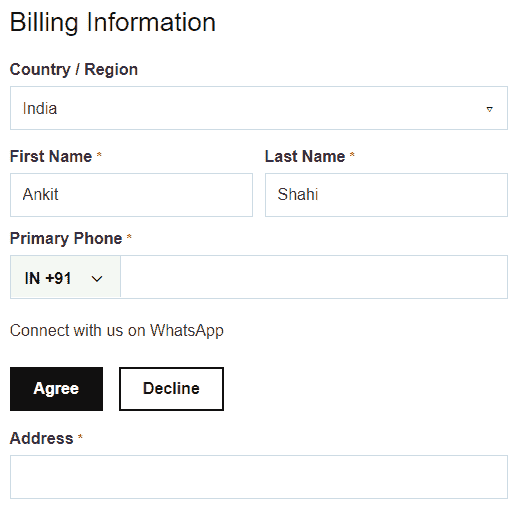 Billing Information
Country / Region
India
First Name * Last Name *
Ankit Shahi
Primary Phone *
IN +91
Connect with us on WhatsApp
Agree Decline
Address *